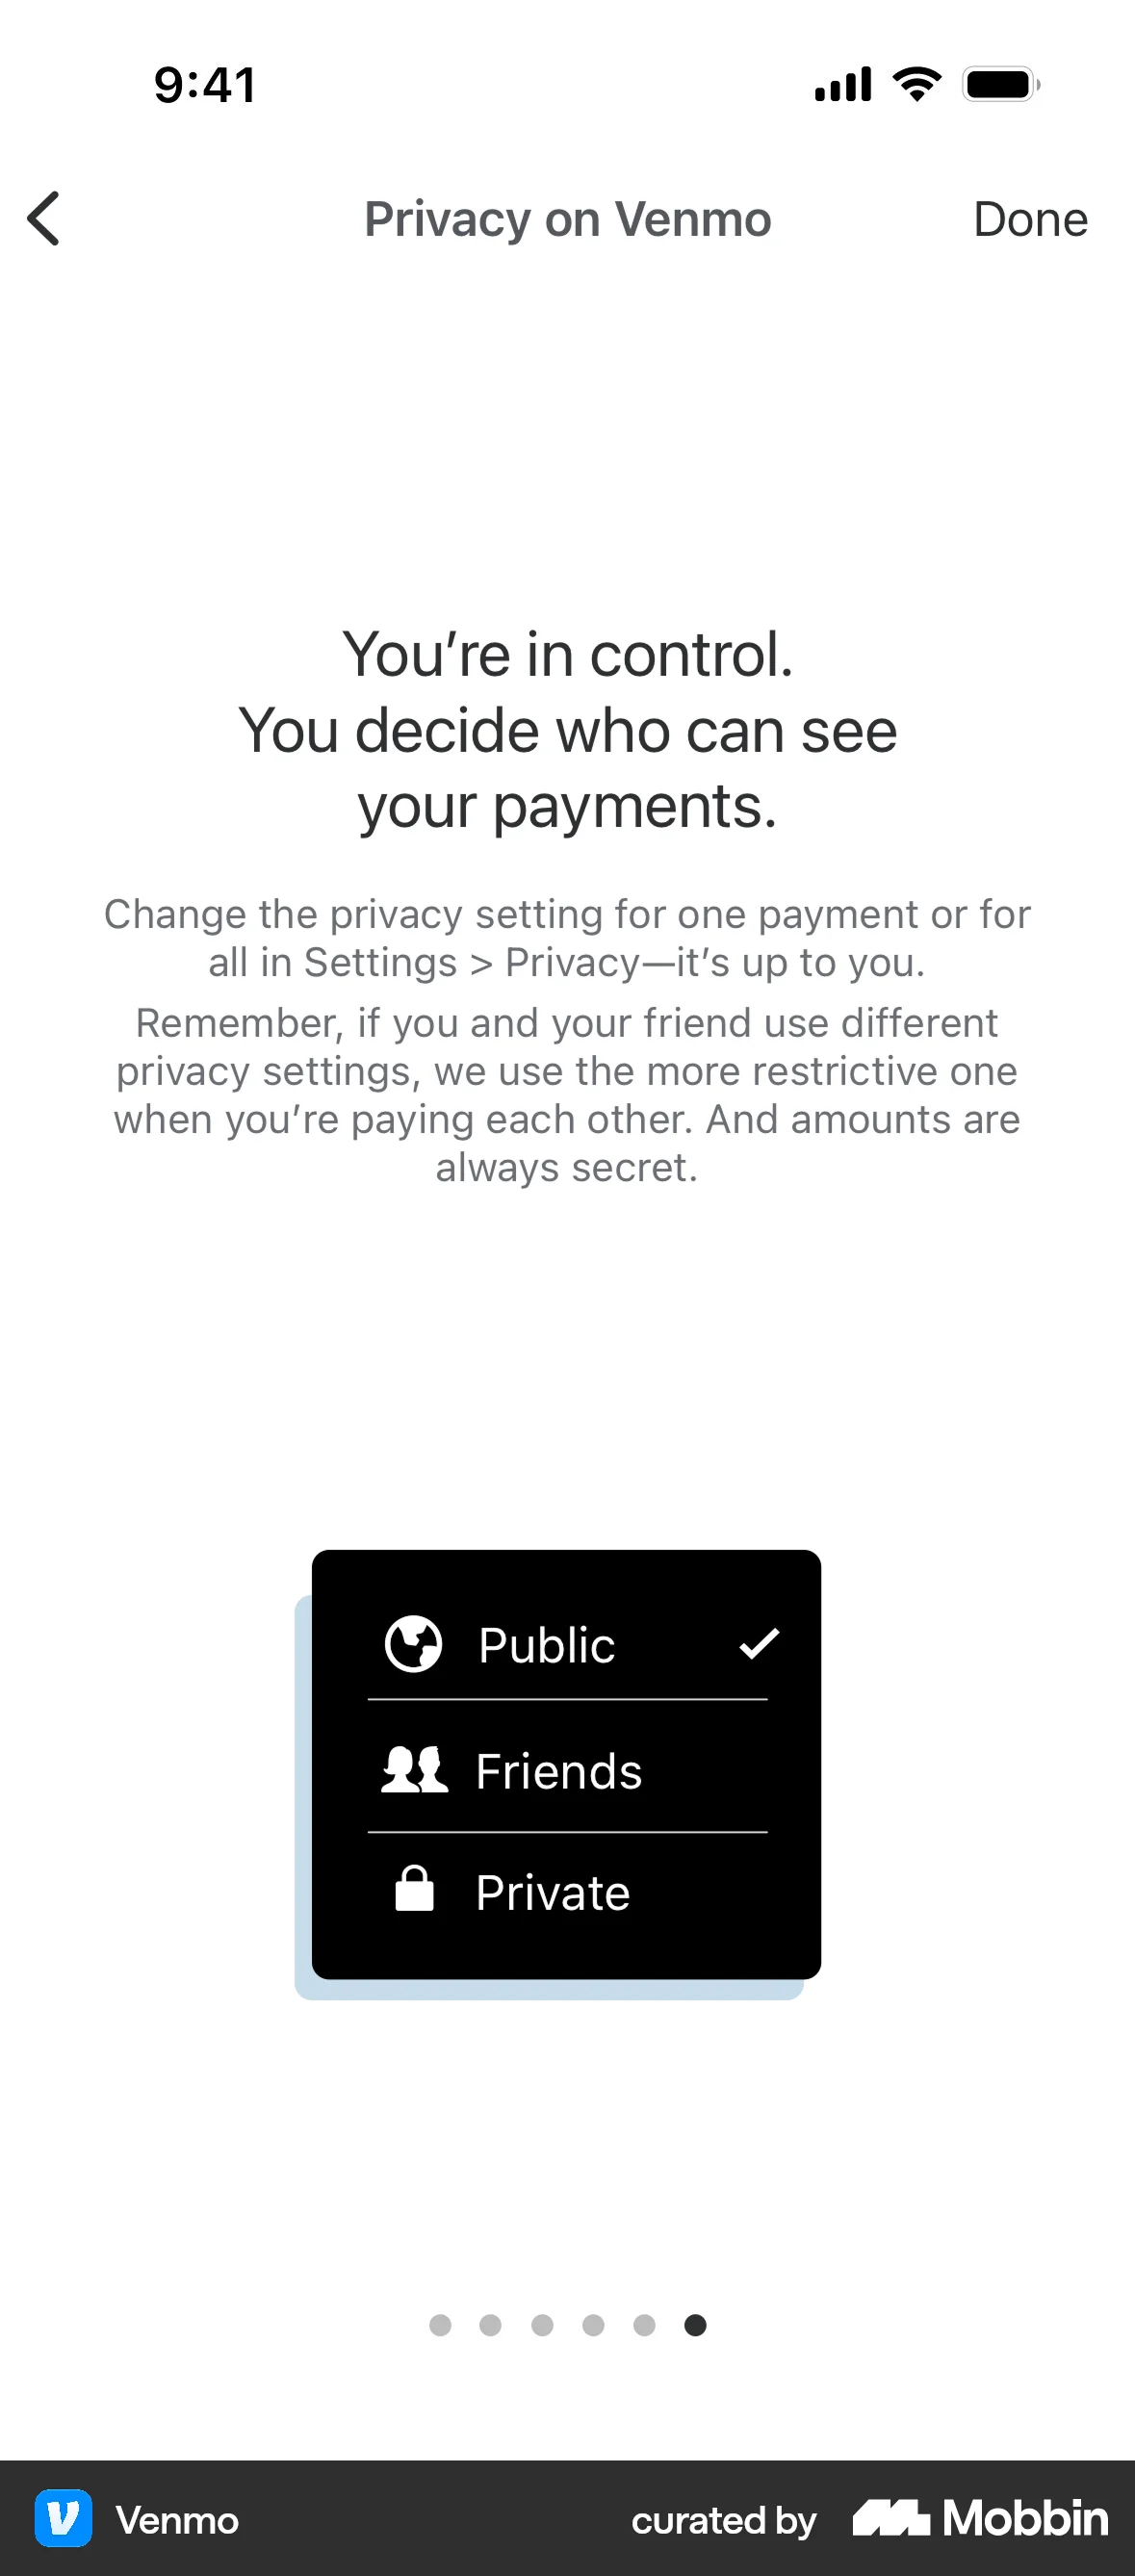 9:41
Privacy on Venmo
Done
You’re in control.
You decide who can see
your payments.
Change the privacy setting for one payment or for
all in Settings > Privacy—it’s up to you.
Remember, if you and your friend use different
privacy settings, we use the more restrictive one
when you’re paying each other. And amounts are
always secret.
Public
Friends
Private
Venmo
curated by
Mobbin